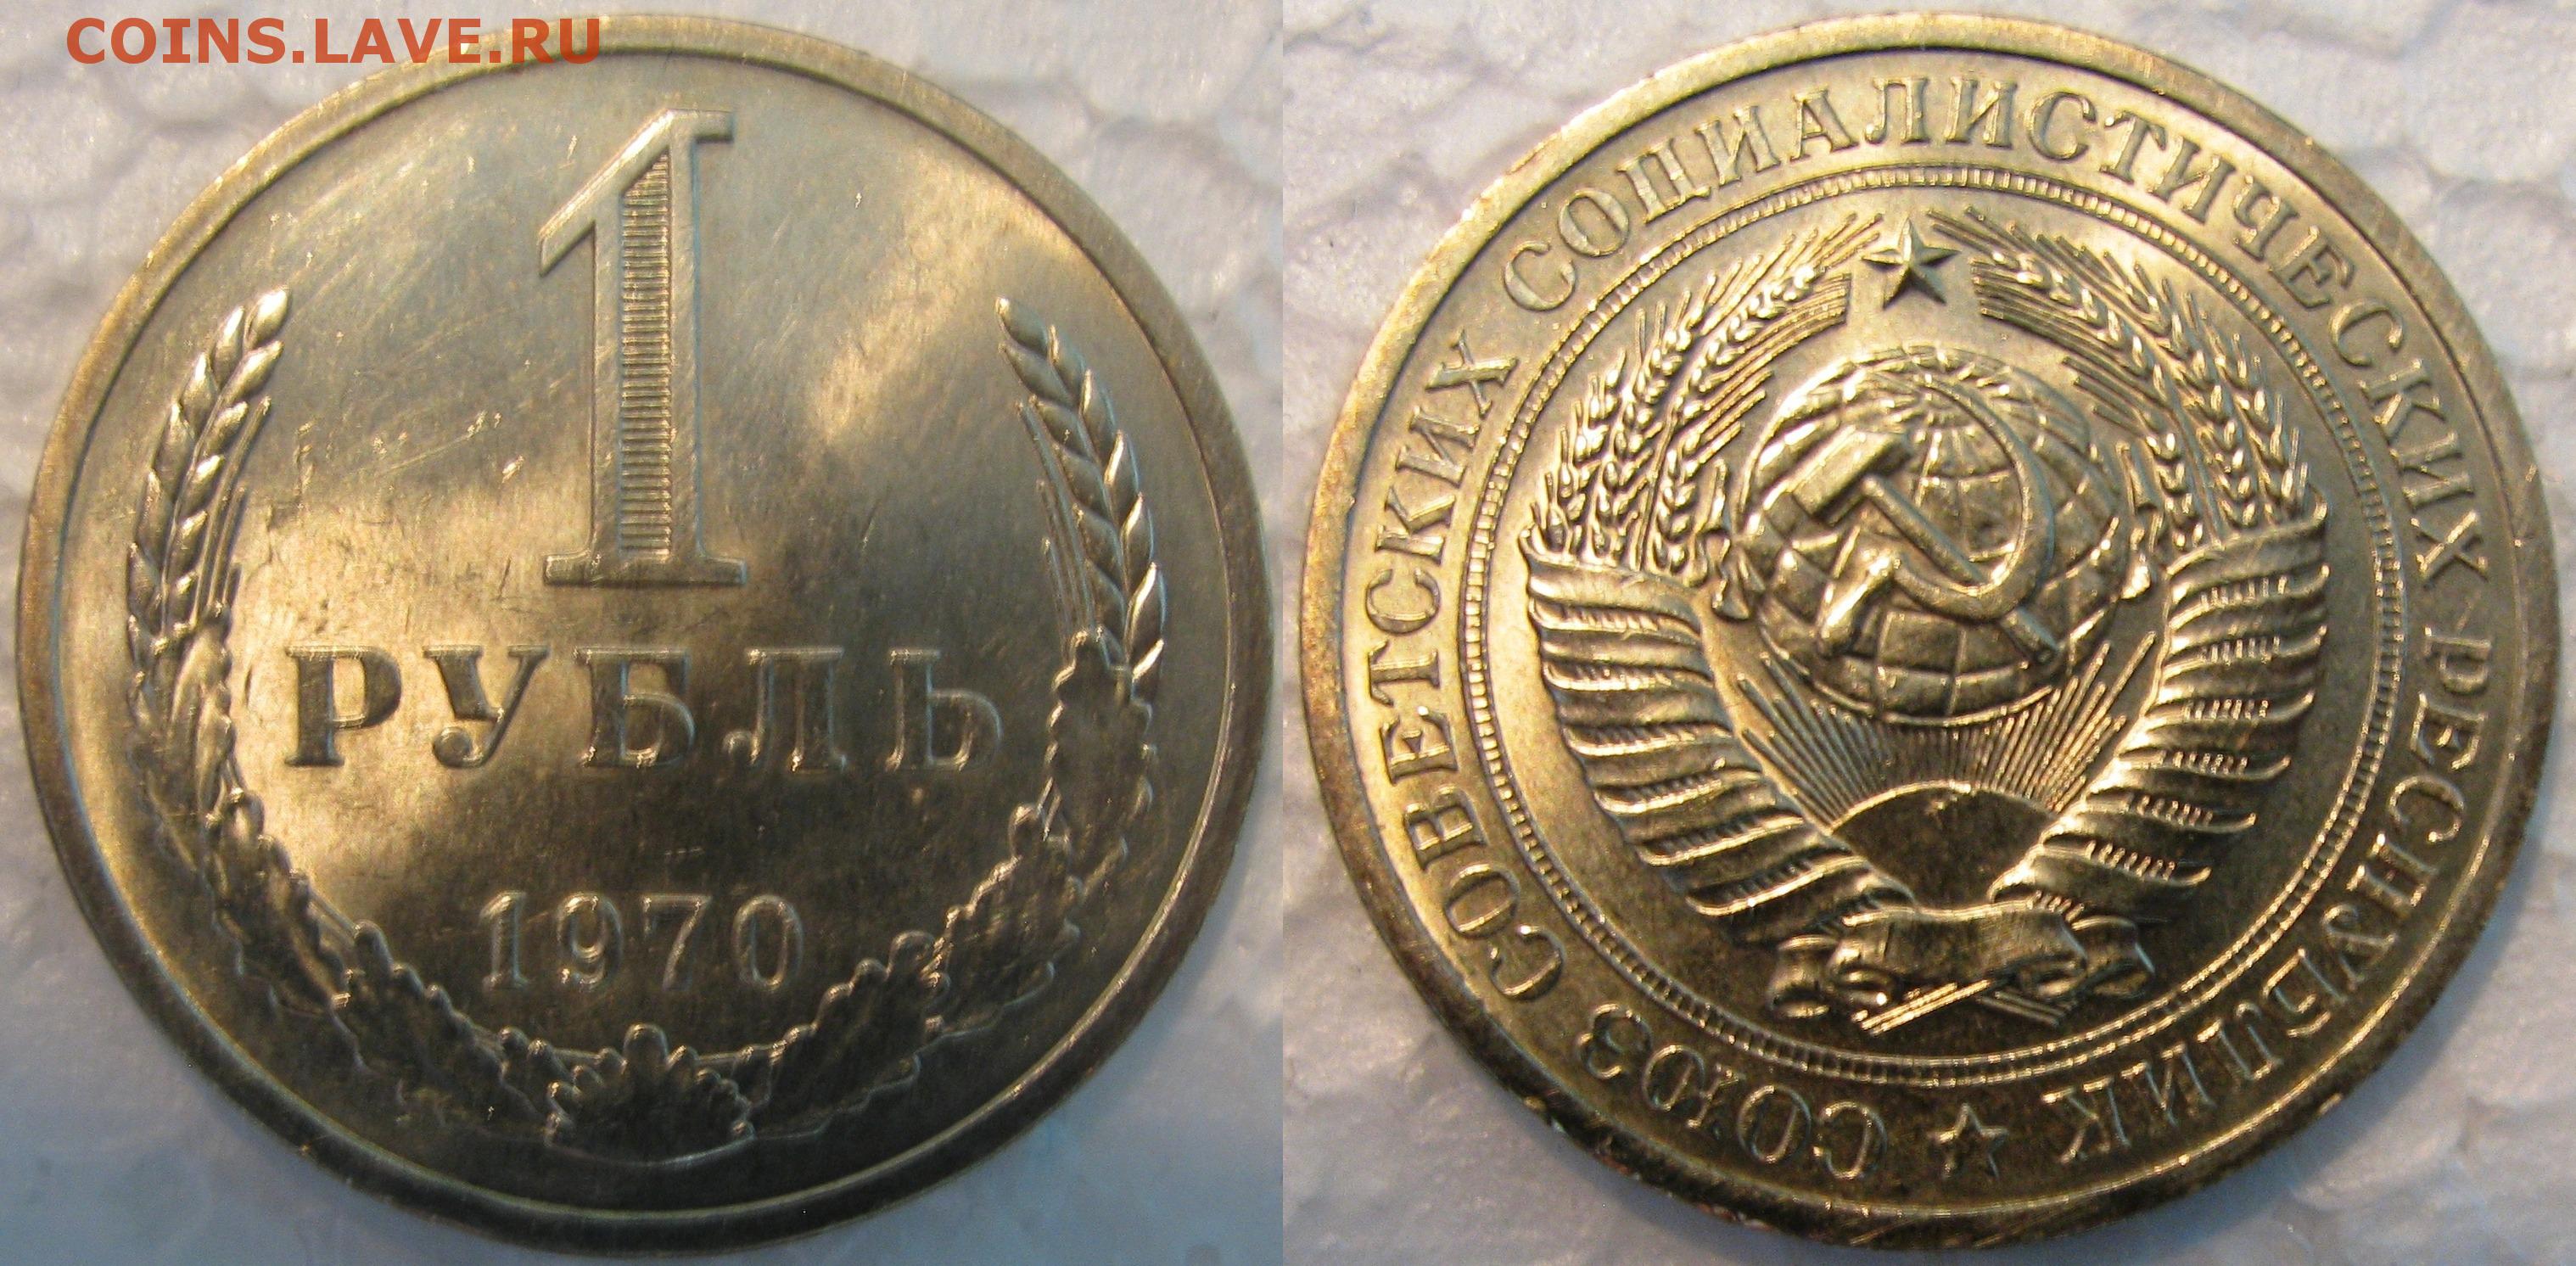 COINS.LAVE.RU
1
РУБЛЬ
1970
СОЮЗ СОВЕТСКИХ СОЦИАЛИСТИЧЕСКИХ РЕСПУБЛИК